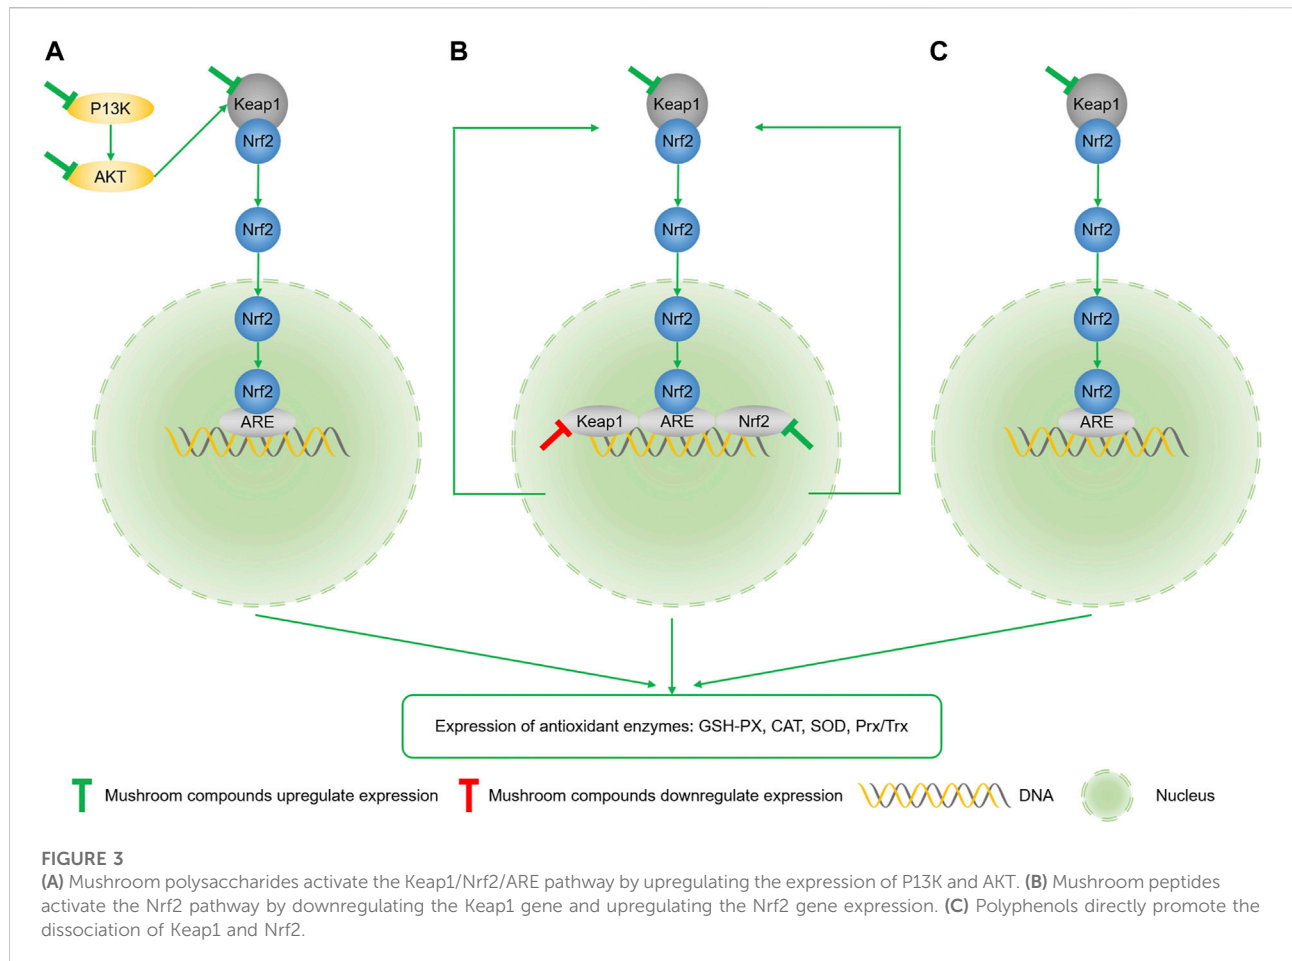 A
P13K
AKT
Keap1
Nrf2
Nrf2
Nrf2
Nrf2
ARE
B
Keap1
Nrf2
Nrf2
Nrf2
Nrf2
Keap1
ARE
Nrf2
C
Keap1
Nrf2
Nrf2
Nrf2
Nrf2
ARE
Expression of antioxidant enzymes: GSH-PX, CAT, SOD, Prx/Trx
Mushroom compounds upregulate expression
Mushroom compounds downregulate expression
DNA
Nucleus
FIGURE 3
(A) Mushroom polysaccharides activate the Keap1/Nrf2/ARE pathway by upregulating the expression of P13K and AKT. (B) Mushroom peptides
activate the Nrf2 pathway by downregulating the Keap1 gene and upregulating the Nrf2 gene expression. (C) Polyphenols directly promote the
dissociation of Keap1 and Nrf2.